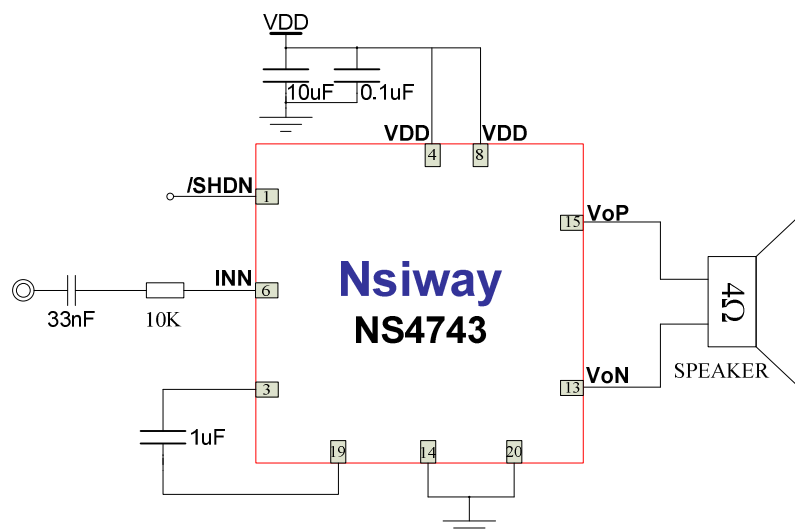 VDD
10uF 0.1uF
VDD VDD
4 8
/SHDN
1
15 VoP
INN
6
33nF 10K
Nsiway
NS4743
4Ω
SPEAKER
3
13 VoN
1uF
19 14 20